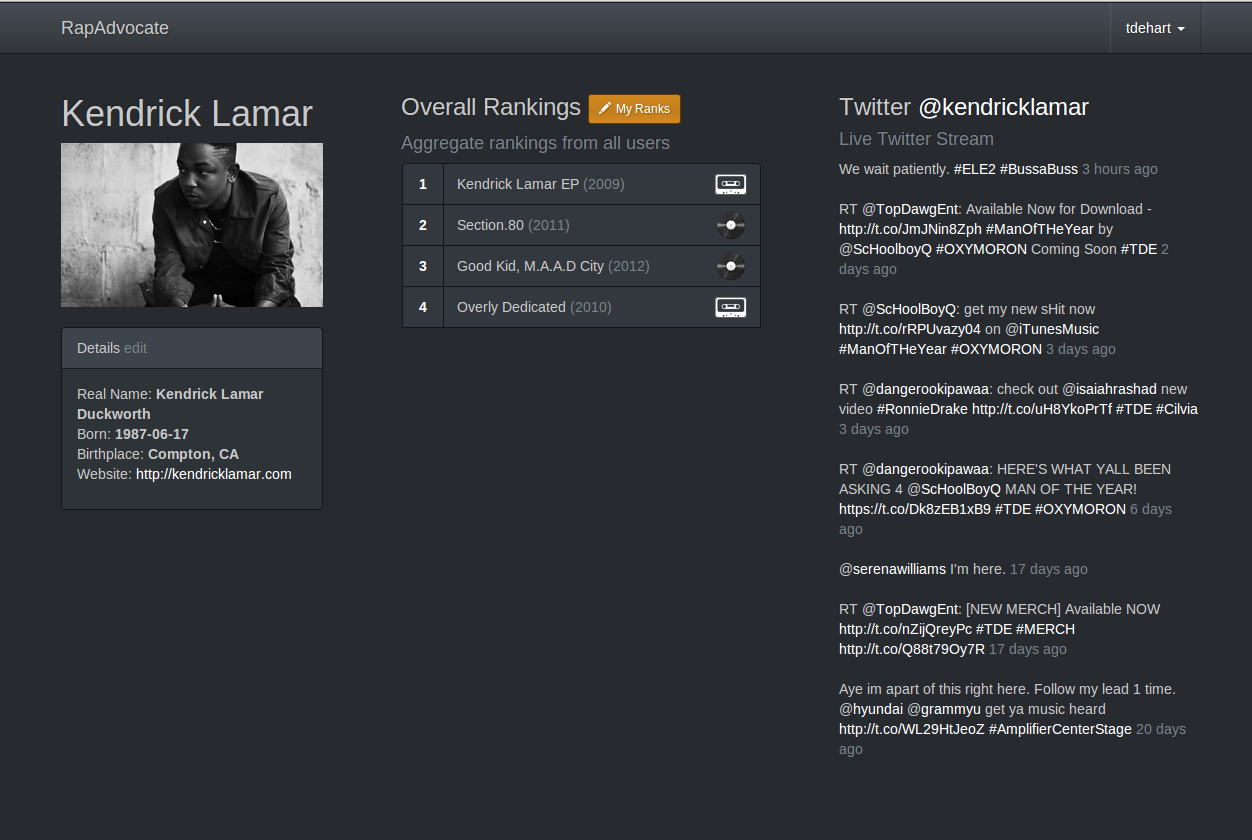 RapAdvocate
tdehart
Kendrick Lamar
Details edit
Real Name: Kendrick Lamar
Duckworth
Born: 1987-06-17
Birthplace: Compton, CA
Website: http://kendricklamar.com
Overall Rankings My Ranks
Aggregate rankings from all users
1 Kendrick Lamar EP (2009)
2 Section.80 (2011)
3 Good Kid, M.A.A.D City (2012)
4 Overly Dedicated (2010)
Twitter @kendricklamar
Live Twitter Stream
We wait patiently. #ELE2 #BussaBuss 3 hours ago
RT @TopDawgEnt: Available Now for Download -
http://t.co/JmJNin8Zph #ManOfTHeYear by
@ScHoolboyQ #OXYMORON Coming Soon #TDE 2
days ago
RT @ScHoolBoyQ: get my new sHit now
http://t.co/rRPUvazy04 on @iTunesMusic
#ManOfTHeYear #OXYMORON 3 days ago
RT @dangerookipawaa: check out @isaiahrashad new
video #RonnieDrake http://t.co/uH8YkoPrTf #TDE #Cilvia
3 days ago
RT @dangerookipawaa: HERE'S WHAT YALL BEEN
ASKING 4 @ScHoolBoyQ MAN OF THE YEAR!
https://t.co/Dk8zEB1xB9 #TDE #OXYMORON 6 days
ago
@serenawilliams I'm here. 17 days ago
RT @TopDawgEnt: [NEW MERCH] Available NOW
http://t.co/nZijQreyPc #TDE #MERCH
http://t.co/Q88t79Oy7R 17 days ago
Aye im apart of this right here. Follow my lead 1 time.
@hyundai @grammyu get ya music heard
http://t.co/WL29HtJeoZ #AmplifierCenterStage 20 days
ago